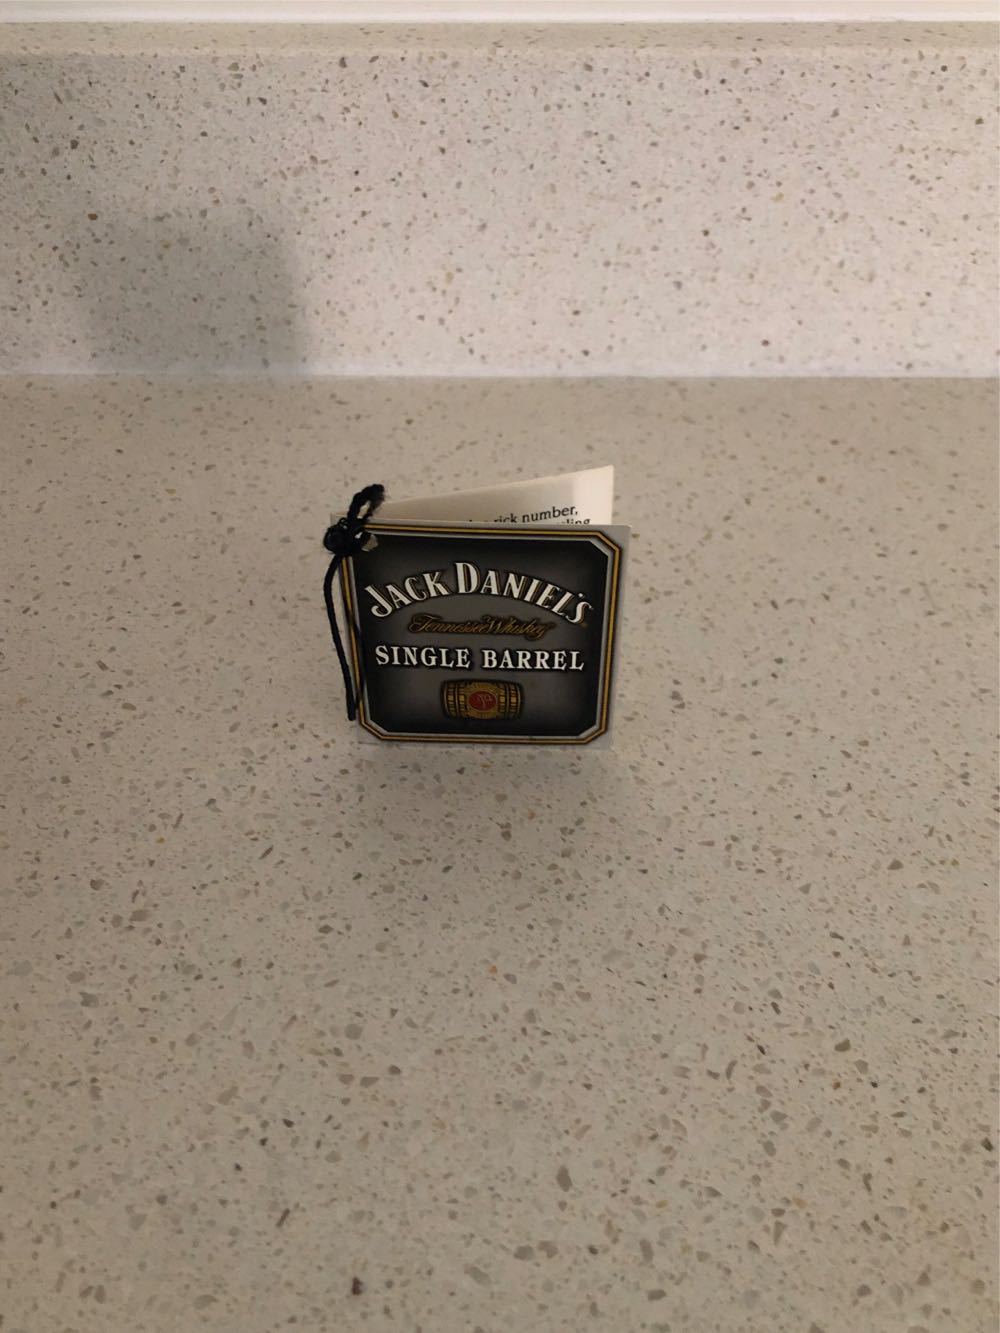 rick number,
JACK DANIEL'S
Tennessee Whiskey
SINGLE BARREL